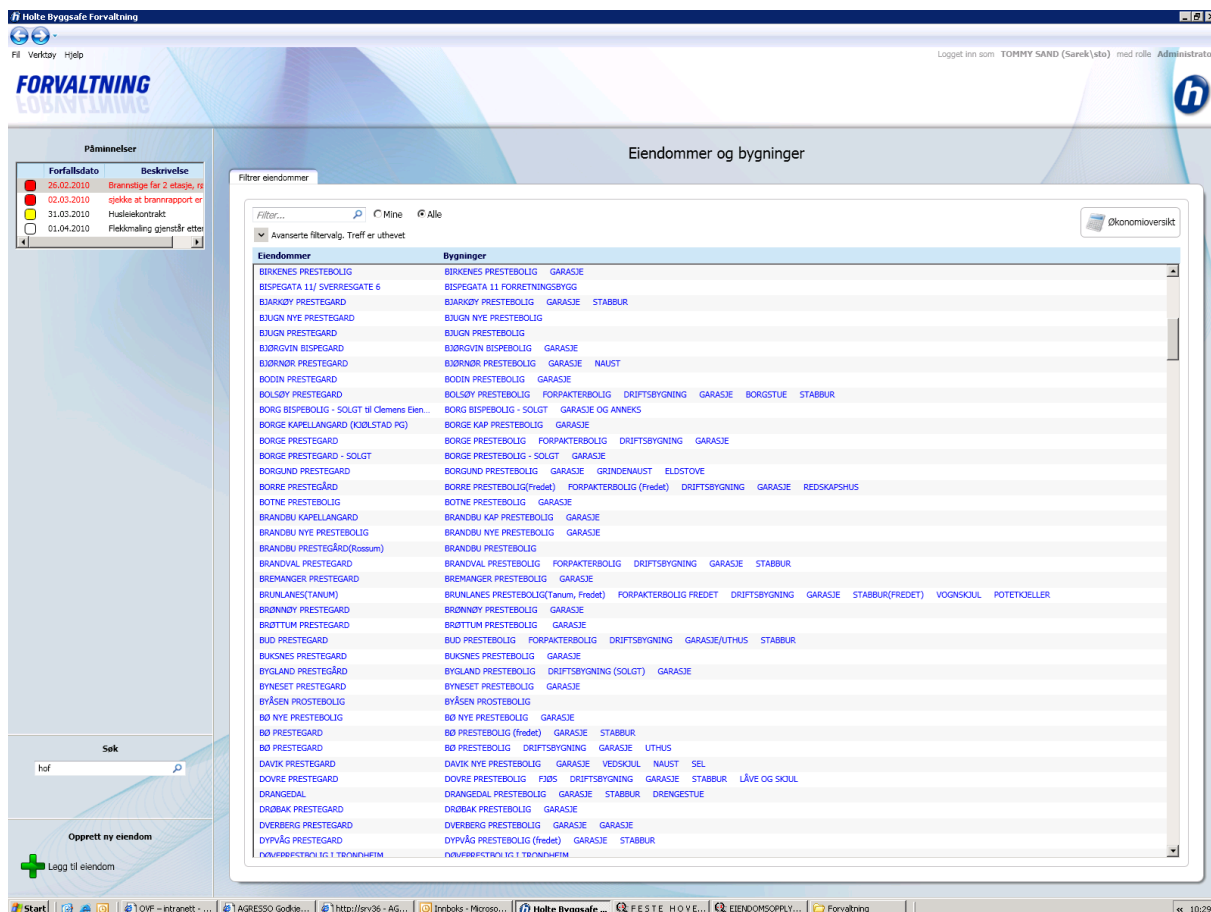 Holte Byggsafe Forvaltning
Fil Verktøy Hjelp
Logget inn som TOMMY SAND (Sarek\sto) med rolle Administrato
FORVALTNING
Påminnelser
Forfallsdato Beskrivelse
26.02.2010 Brannstige far 2 etasje, rø
02.03.2010 sjekke at brannrapport er
31.03.2010 Husleiekontrakt
01.04.2010 Flekkmaling gjenstår etter
Eiendommer og bygninger
Filtrer eiendommer
Filter... Mine Alle
Økonomioversikt
Avanserte filtervalg. Treff er uthevet
Eiendommer Bygninger
BIRKENES PRESTEBOLIG BIRKENES PRESTEBOLIG GARASJE
BISPEGATA 11/ SVERRESGATE 6 BISPEGATA 11 FORRETNINGSBYGG
BJARKØY PRESTEGARD BJARKØY PRESTEBOLIG GARASJE STABBUR
BJUGN NYE PRESTEGARD BJUGN NYE PRESTEBOLIG
BJUGN PRESTEGARD BJUGN PRESTEBOLIG
BJØRGVIN BISPEGARD BJØRGVIN BISPEBOLIG GARASJE
BJØRNØR PRESTEGARD BJØRNØR PRESTEBOLIG GARASJE NAUST
BODIN PRESTEGARD BODIN PRESTEBOLIG GARASJE
BOLSØY PRESTEGARD BOLSØY PRESTEBOLIG FORPAKTERBOLIG DRIFTSBYGNING GARASJE BORGSTUE STABBUR
BORG BISPEBOLIG - SOLGT til Clemens Eien... BORG BISPEBOLIG - SOLGT GARASJE OG ANNEKS
BORGE KAPELLANGARD (KJØLSTAD PG) BORGE KAP PRESTEBOLIG GARASJE
BORGE PRESTEGARD BORGE PRESTEBOLIG FORPAKTERBOLIG DRIFTSBYGNING GARASJE
BORGE PRESTEGARD - SOLGT BORGE PRESTEBOLIG - SOLGT GARASJE
BORGUND PRESTEGARD BORGUND PRESTEBOLIG GARASJE GRINDENAUST ELDSTOVE
BORRE PRESTEGÅRD BORRE PRESTEBOLIG(Fredet) FORPAKTERBOLIG (Fredet) DRIFTSBYGNING GARASJE REDSKAPSHUS
BOTNE PRESTEBOLIG BOTNE PRESTEBOLIG GARASJE
BRANDBU KAPELLANGARD BRANDBU KAP PRESTEBOLIG GARASJE
BRANDBU NYE PRESTEBOLIG BRANDBU NYE PRESTEBOLIG GARASJE
BRANDBU PRESTEGÅRD(Rossum) BRANDBU PRESTEBOLIG
BRANDVAL PRESTEGARD BRANDVAL PRESTEBOLIG FORPAKTERBOLIG DRIFTSBYGNING GARASJE STABBUR
BREMANGER PRESTEGARD BREMANGER PRESTEBOLIG GARASJE
BRUNLANES(TANUM) BRUNLANES PRESTEBOLIG(Tanum, Fredet) FORPAKTERBOLIG FREDET DRIFTSBYGNING GARASJE STABBUR(FREDET) VOGNSKJUL POTETKJELLER
BRØNNØY PRESTEGARD BRØNNØY PRESTEBOLIG GARASJE
BRØTTUM PRESTEGARD BRØTTUM PRESTEBOLIG GARASJE
BUD PRESTEGARD BUD PRESTEBOLIG FORPAKTERBOLIG DRIFTSBYGNING GARASJE/UTHUS STABBUR
BUKSNES PRESTEGARD BUKSNES PRESTEBOLIG GARASJE
BYGLAND PRESTEGÅRD BYGLAND PRESTEBOLIG DRIFTSBYGNING (SOLGT) GARASJE
BYNESET PRESTEGARD BYNESET PRESTEBOLIG GARASJE
BYÅSEN PROSTEBOLIG BYÅSEN PROSTEBOLIG
BØ NYE PRESTEBOLIG BØ NYE PRESTEBOLIG GARASJE
BØ PRESTEGARD BØ PRESTEBOLIG (fredet) GARASJE STABBUR
BØ PRESTEGARD BØ PRESTEBOLIG DRIFTSBYGNING GARASJE UTHUS
DAVIK PRESTEGARD DAVIK NYE PRESTEBOLIG GARASJE VEDSKJUL NAUST SEL
DOVRE PRESTEGARD DOVRE PRESTEBOLIG FJØS DRIFTSBYGNING GARASJE STABBUR LÅVE OG SKJUL
DRANGEDAL DRANGEDAL PRESTEBOLIG GARASJE STABBUR DRENGESTUE
DRØBAK PRESTEGARD DRØBAK PRESTEBOLIG GARASJE
DVERBERG PRESTEGARD DVERBERG PRESTEBOLIG GARASJE GARASJE
DYPVÅG PRESTEGARD DYPVÅG PRESTEBOLIG (fredet) GARASJE STABBUR
DØVEPRESTBOLIG I TRONDHEIM DØVEPRESTBOLIG I TRONDHEIM
Søk
hof
Opprett ny eiendom
Legg til eiendom
Start OVF – intranett - ... AGRESSO Godkje... http://srv36 - AG... Innboks - Microso... Holte Byggsafe ... F E S T E H O V E... EIENDOMSOPPLY... Forvaltning « 10:29